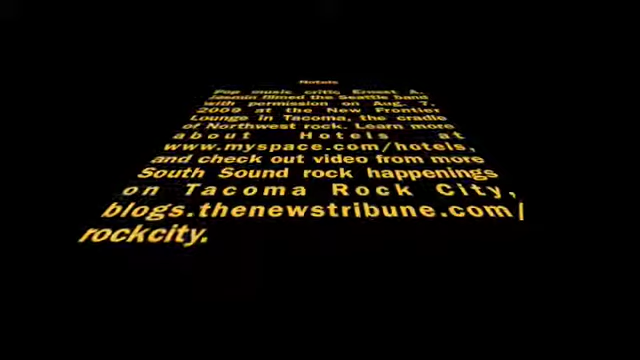 Hotels
Pop music critic Ernest A.
Jasmin filmed the Seattle band
with permission on Aug. 7,
2009 at the New Frontier
Lounge in Tacoma, the cradle
of Northwest rock. Learn more
about Hotels at
www.myspace.com/hotels,
and check out video from more
South Sound rock happenings
on Tacoma Rock City,
blogs.thenewstribune.com/
rockcity.